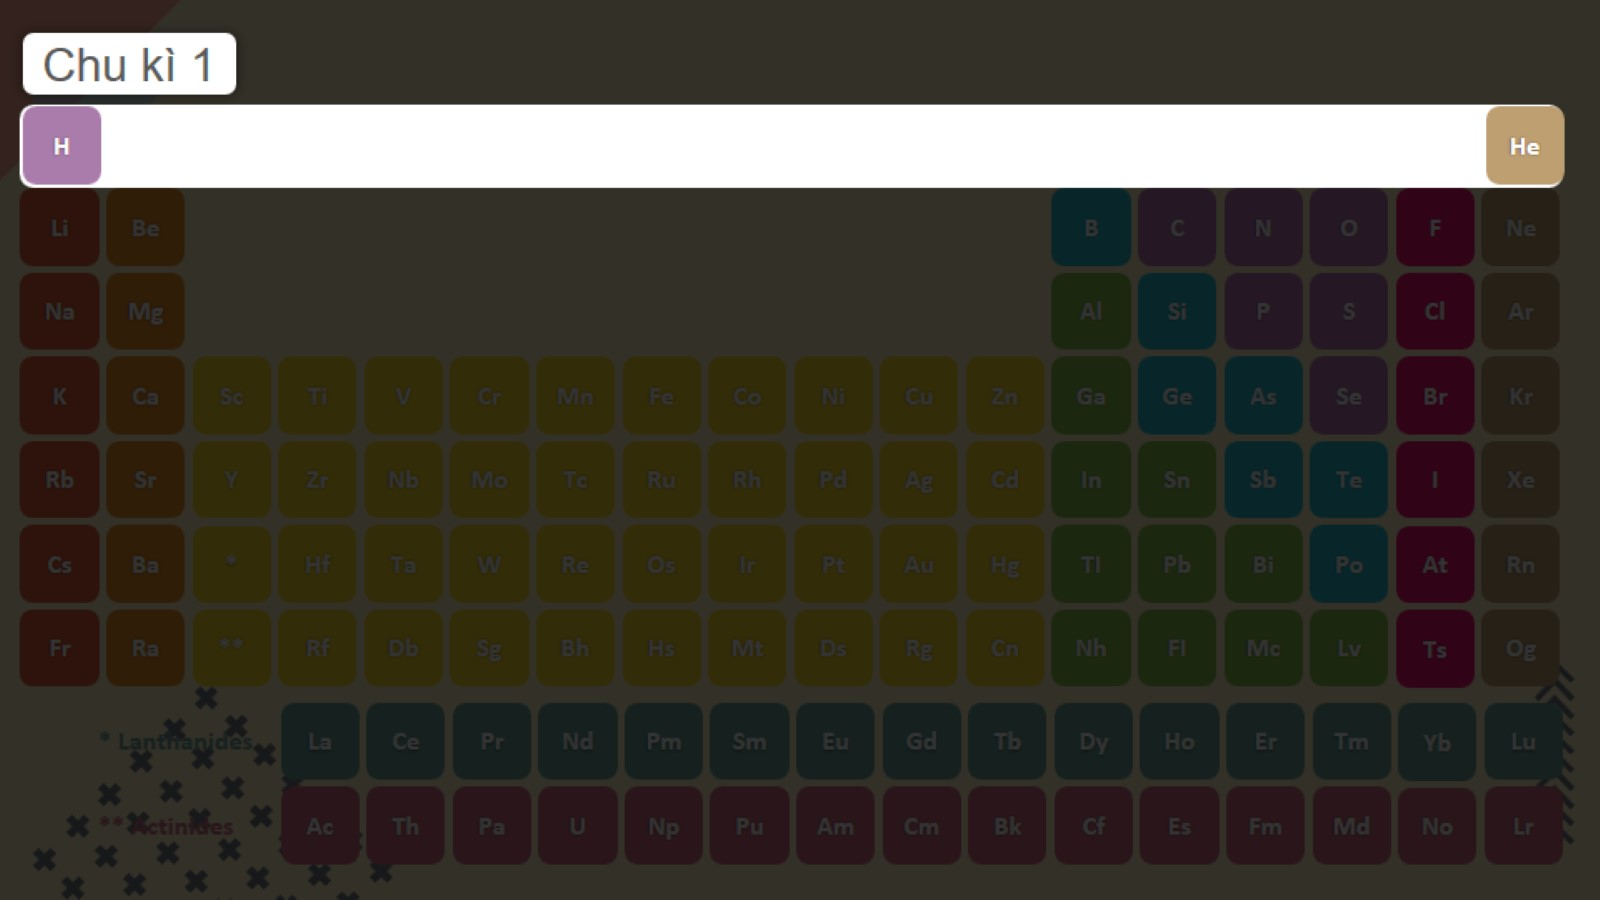 Chu kì 1
H He
Li Be B C N O F Ne
Na Mg Al Si P S Cl Ar
K Ca Sc Ti V Cr Mn Fe Co Ni Cu Zn Ga Ge As Se Br Kr
Rb Sr Y Zr Nb Mo Tc Ru Rh Pd Ag Cd In Sn Sb Te I Xe
Cs Ba * Hf Ta W Re Os Ir Pt Au Hg Tl Pb Bi Po At Rn
Fr Ra ** Rf Db Sg Bh Hs Mt Ds Rg Cn Nh Fl Mc Lv Ts Og
* Lanthanides La Ce Pr Nd Pm Sm Eu Gd Tb Dy Ho Er Tm Yb Lu
** Actinides Ac Th Pa U Np Pu Am Cm Bk Cf Es Fm Md No Lr